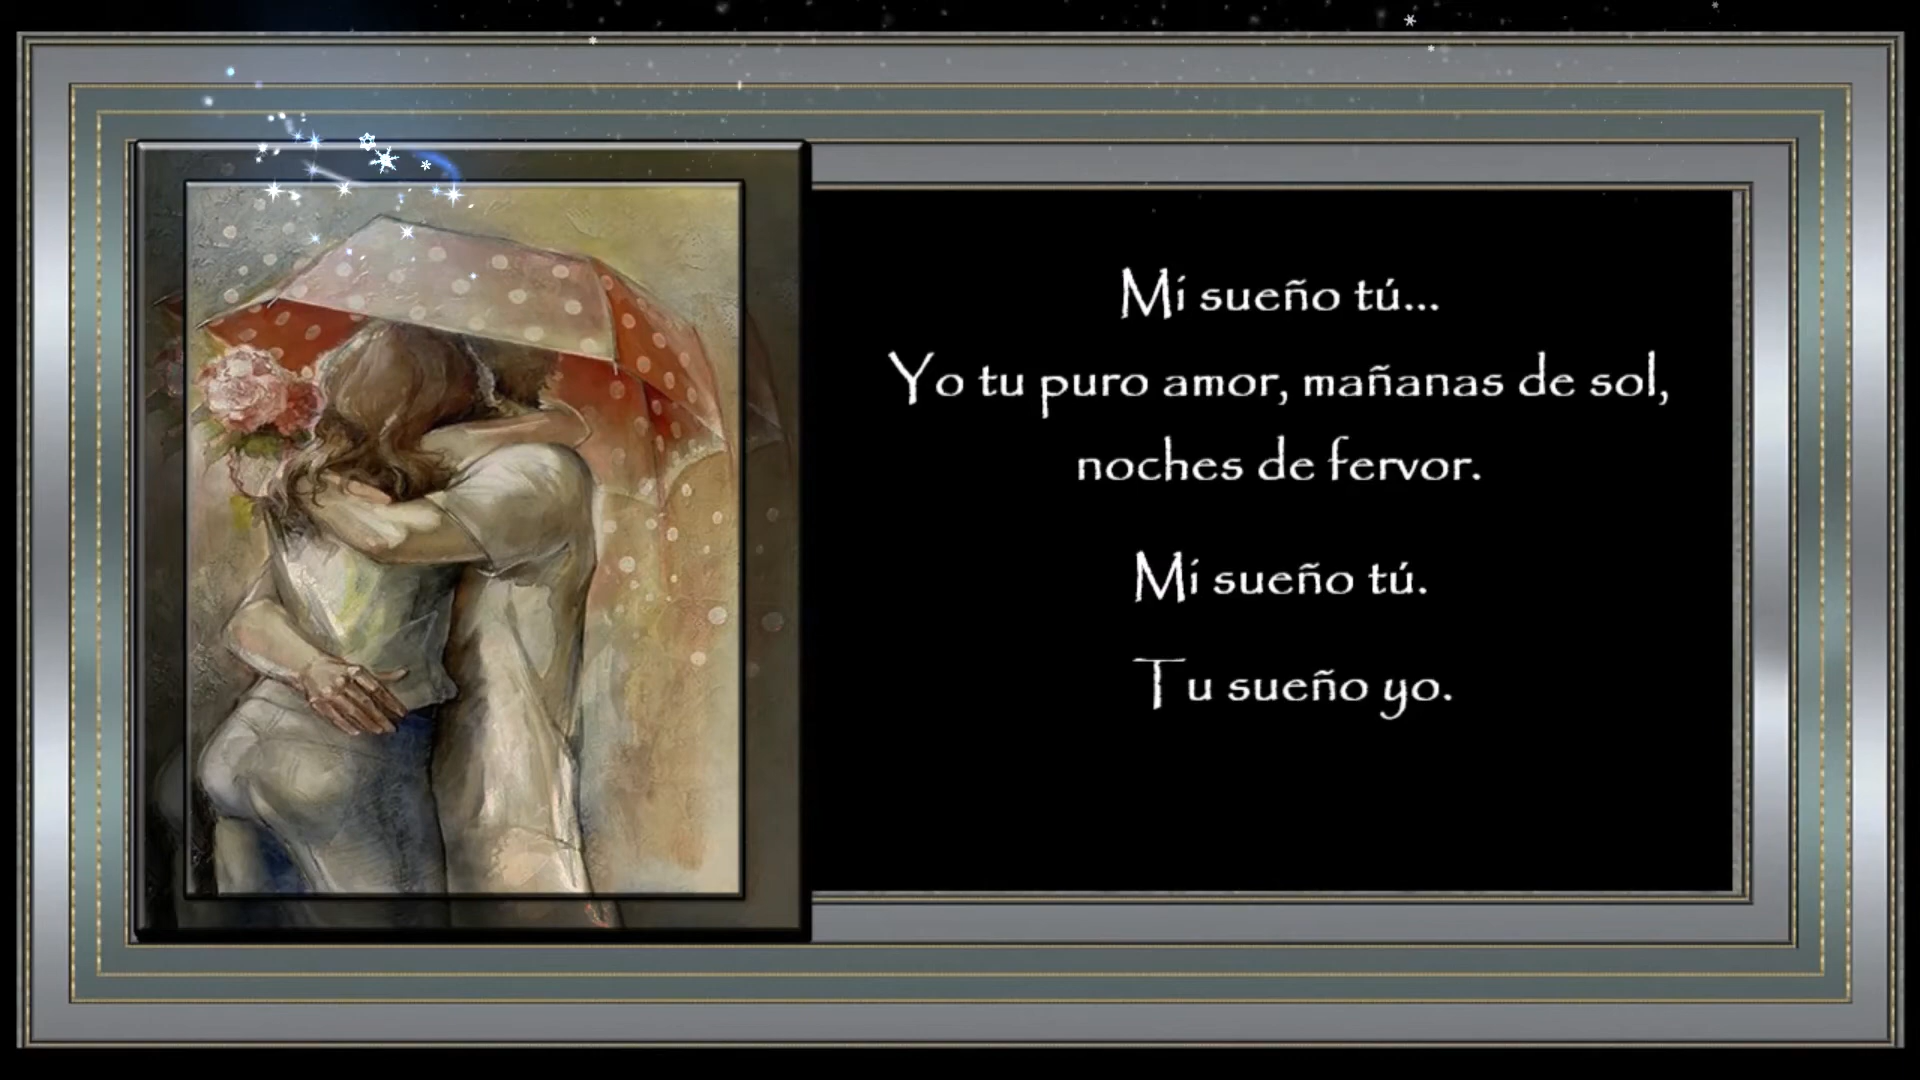 Mi sueño tú...
Yo tu puro amor, mañanas de sol,
noches de fervor.
Mi sueño tú.
Tu sueño yo.